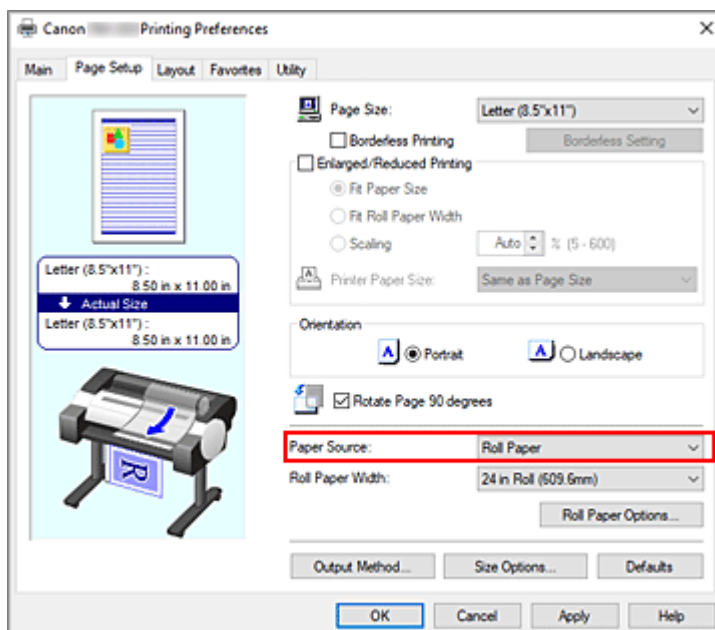 Canon Printing Preferences
Main Page Setup Layout Favorites Utility
Page Size: Letter (8.5"x11")
Borderless Printing Borderless Setting
Enlarged/Reduced Printing
Fit Paper Size
Fit Roll Paper Width
Scaling Auto % (5 - 600)
Printer Paper Size: Same as Page Size
Letter (8.5"x11") :
8.50 in x 11.00 in
Actual Size
Letter (8.5"x11") :
8.50 in x 11.00 in
Orientation
A Portrait A Landscape
Rotate Page 90 degrees
Paper Source: Roll Paper
Roll Paper Width: 24 in Roll (609.6mm)
R
Roll Paper Options...
Output Method... Size Options... Defaults
OK Cancel Apply Help